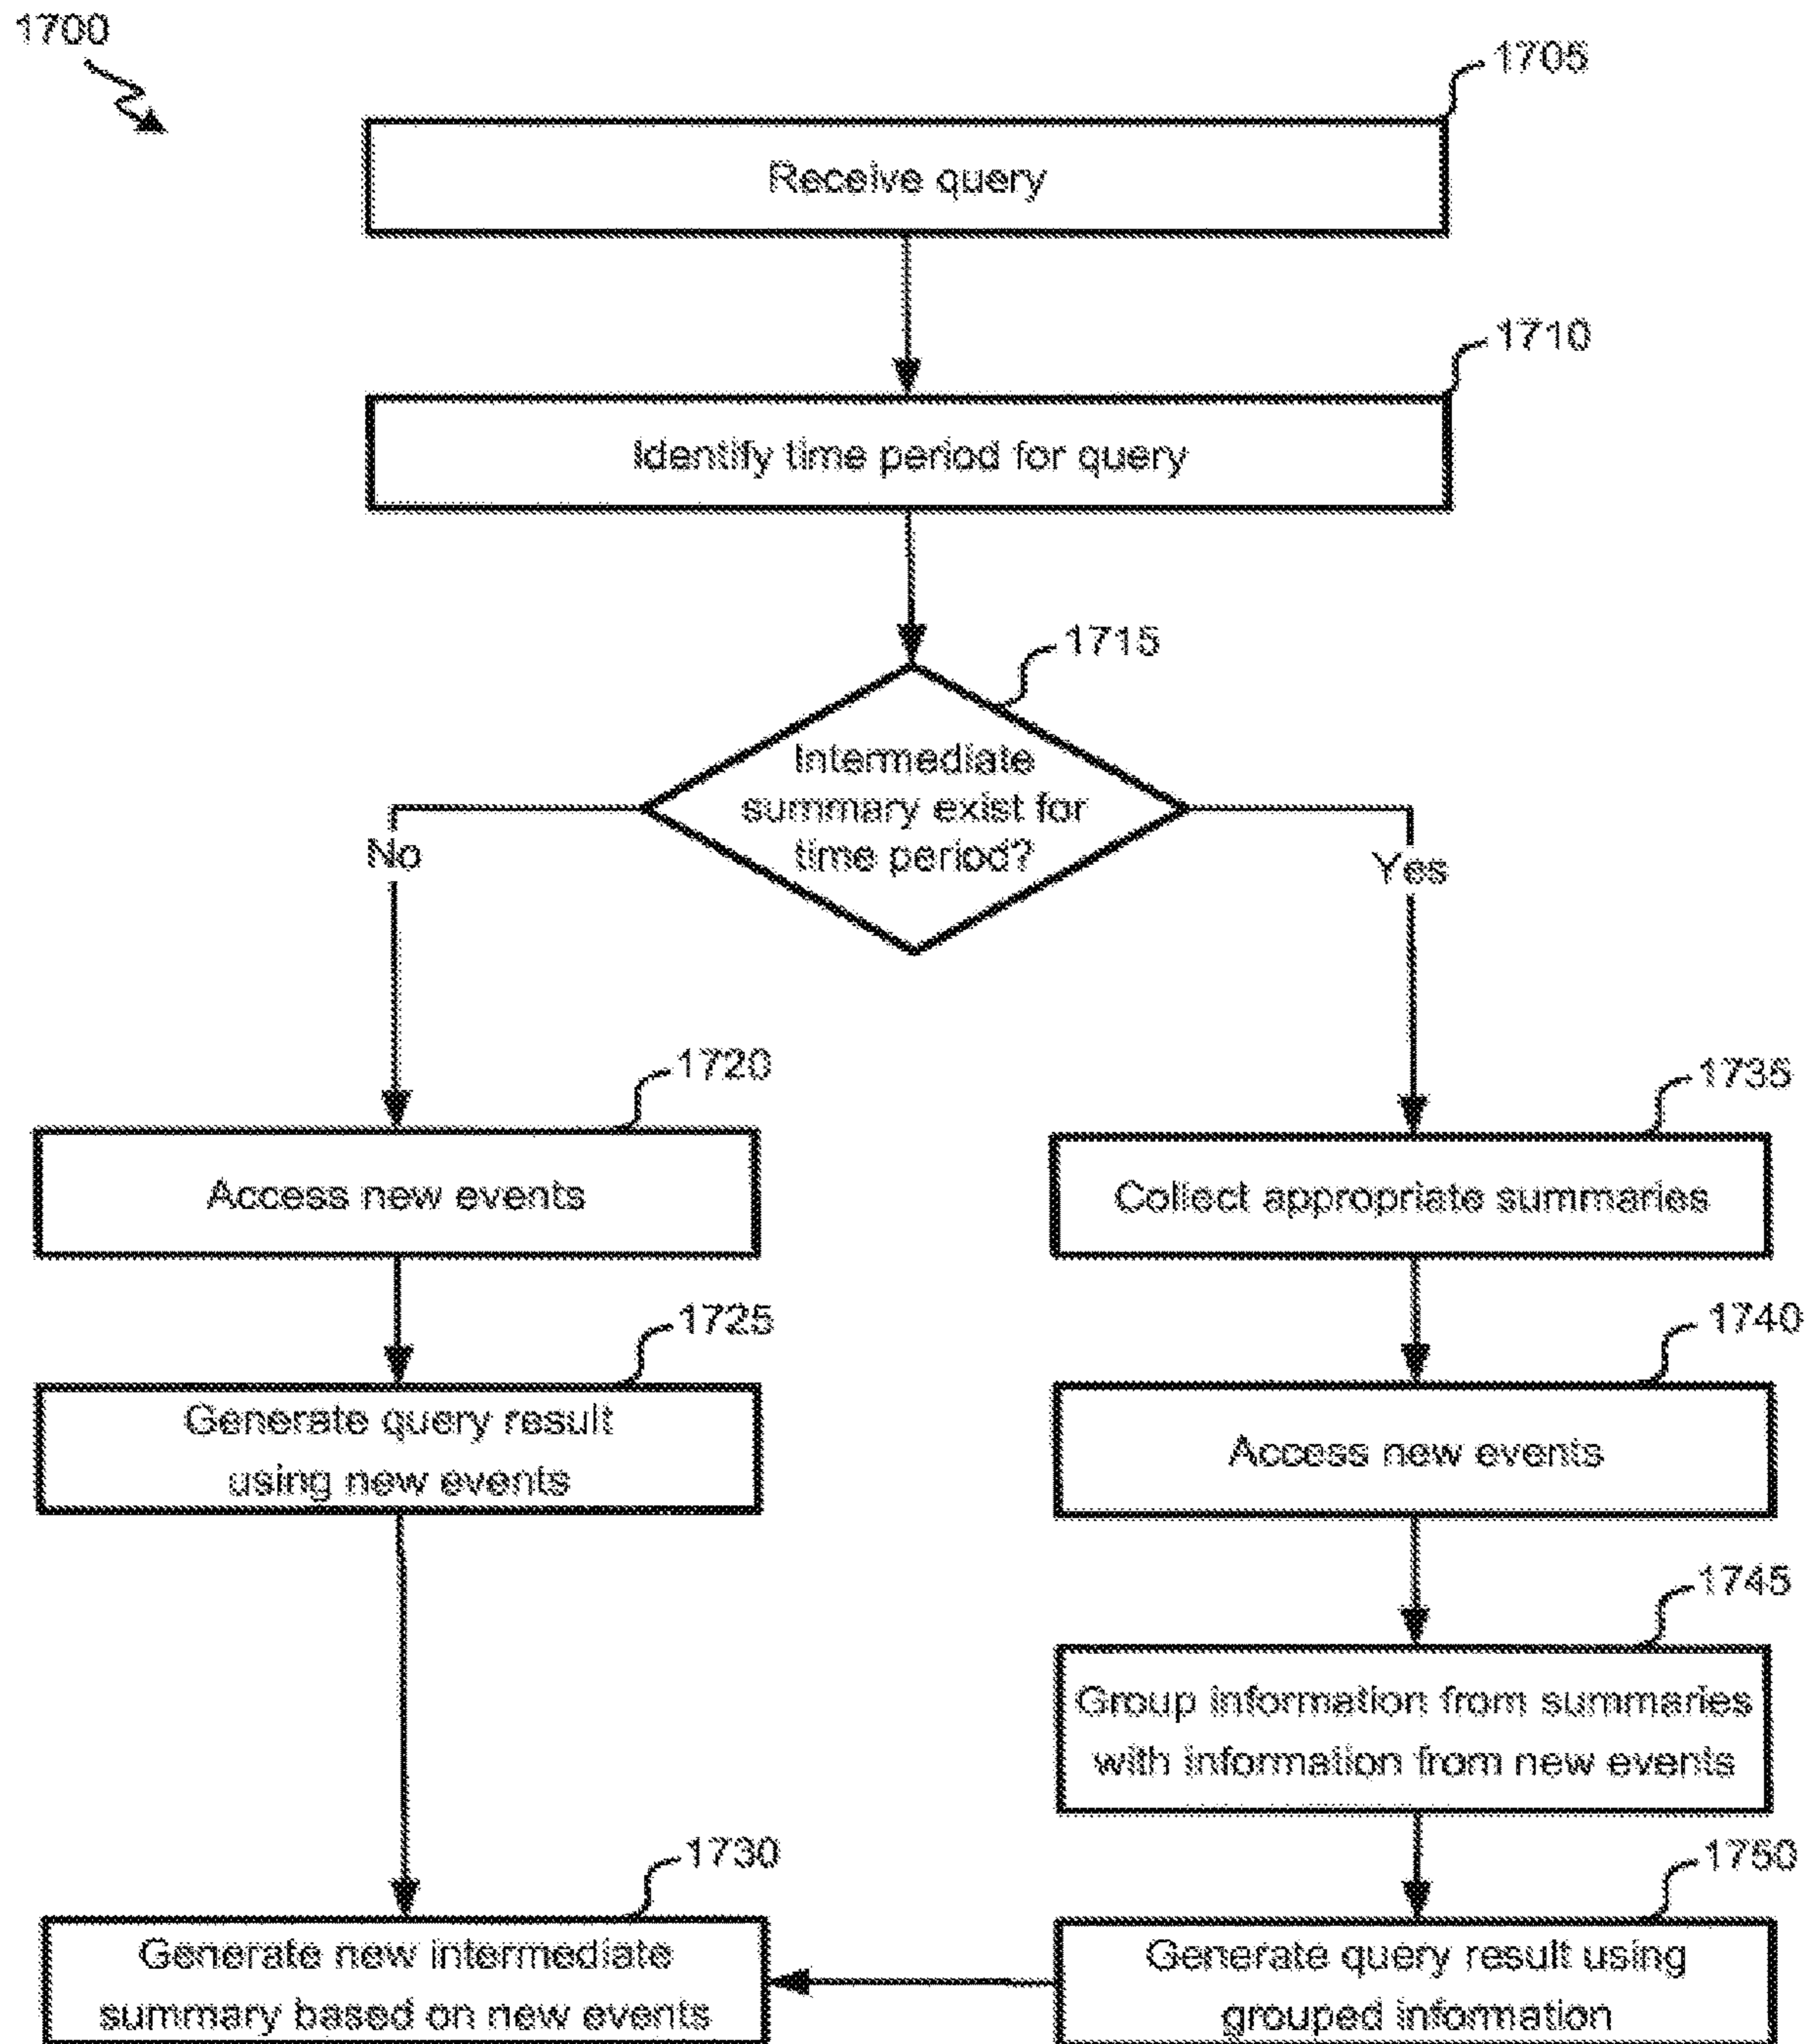 1700
1705
Receive query
1710
Identify time period for query
1715
Intermediate
summary exist for
time period?
No
Yes
1720
Access new events
1735
Collect appropriate summaries
1725
Generate query result
using new events
1740
Access new events
1745
Group information from summaries
with information from new events
1730
Generate new intermediate
summary based on new events
1750
Generate query result using
grouped information